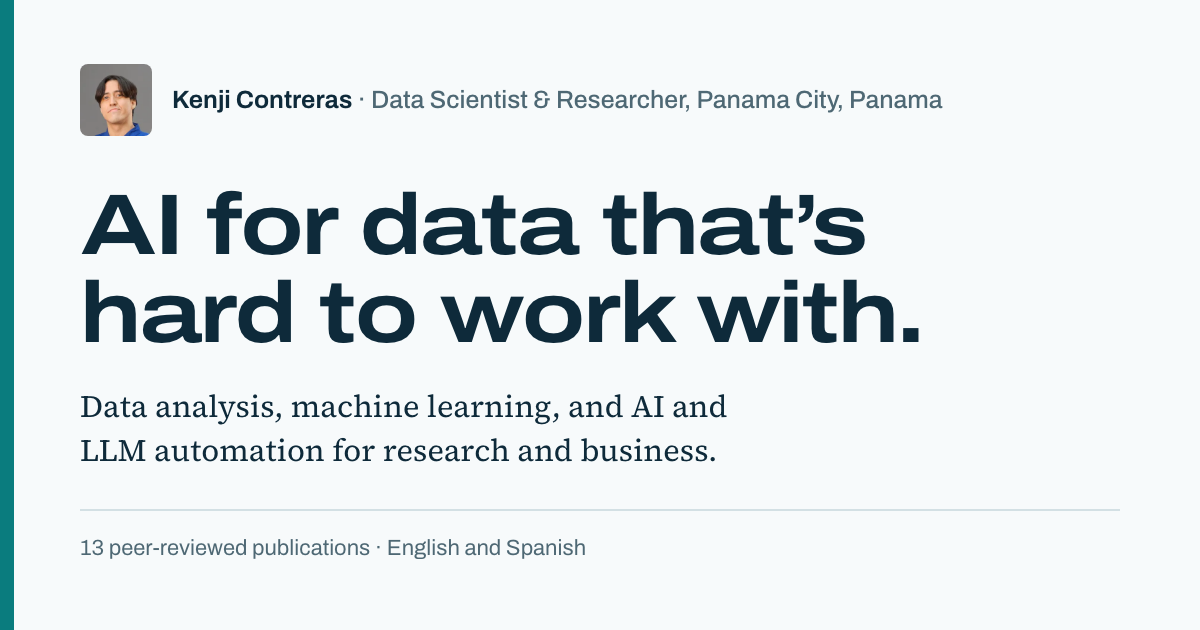 Kenji Contreras · Data Scientist & Researcher, Panama City, Panama
AI for data that’s
hard to work with.
Data analysis, machine learning, and AI and
LLM automation for research and business.
13 peer-reviewed publications · English and Spanish